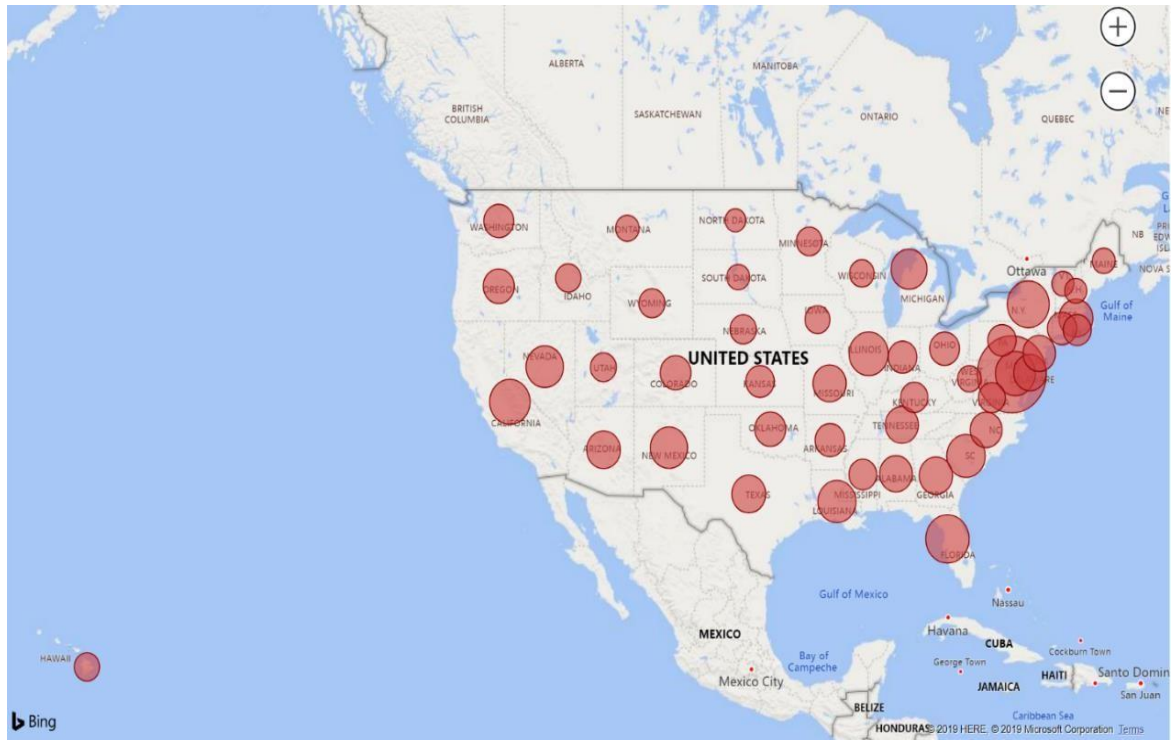 ALBERTA
MANITOBA
BRITISH
COLUMBIA
SASKATCHEWAN
ONTARIO
QUEBEC
NB
NOVA S
WASHINGTON
MONTANA
NORTH DAKOTA
MINNESOTA
Ottawa
MAINE
OREGON
IDAHO
SOUTH DAKOTA
WISCONSIN
MICHIGAN
WYOMING
N.Y.
Gulf of
Maine
IOWA
NEBRASKA
UNITED STATES
ILLINOIS
OHIO
PA
NEVADA
UTAH
COLORADO
KANSAS
INDIANA
WEST
VIRGINIA
MISSOURI
KENTUCKY
VIRGINIA
CALIFORNIA
OKLAHOMA
TENNESSEE
NC
ARIZONA
NEW MEXICO
ARKANSAS
SC
TEXAS
MISSISSIPPI
ALABAMA
GEORGIA
LOUISIANA
FLORIDA
Gulf of Mexico
Nassau
MEXICO
Havana
CUBA
HAWAII
Bay of
Campeche
Cockburn Town
George Town
Mexico City
HAITI
Santo Domin
JAMAICA
San Juan
BELIZE
Caribbean Sea
Bing
HONDURAS
© 2019 HERE, © 2019 Microsoft Corporation Terms